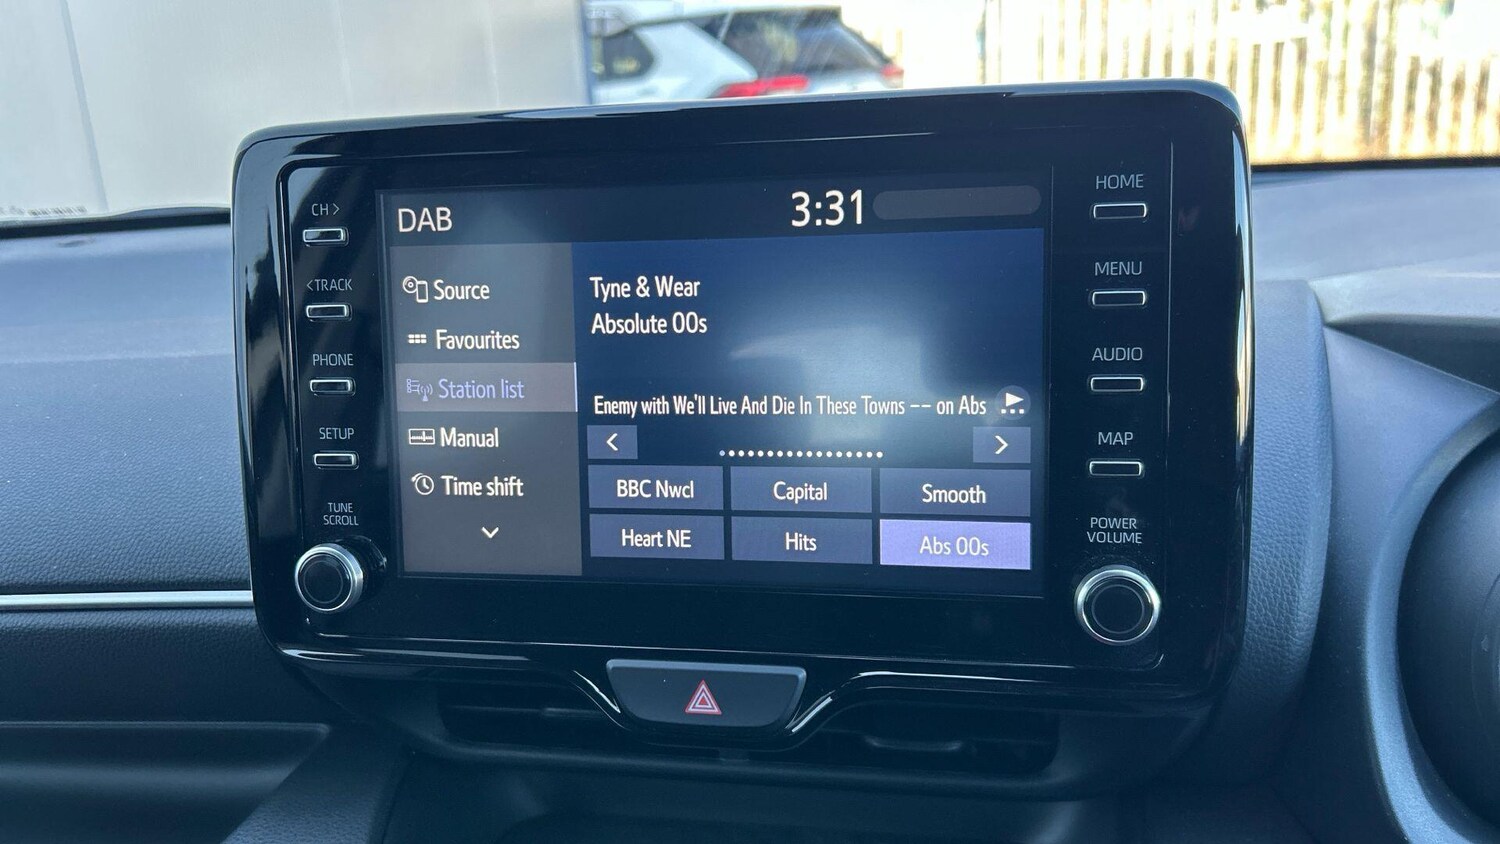 CH >
<TRACK
PHONE
SETUP
TUNE
SCROLL
DAB
3:31
Source
Favourites
Station list
Manual
Time shift
Tyne & Wear
Absolute 00s
Enemy with We'll Live And Die In These Towns -- on Abs
<
>
BBC Nwcl
Capital
Smooth
Heart NE
Hits
Abs 00s
HOME
MENU
AUDIO
MAP
POWER
VOLUME